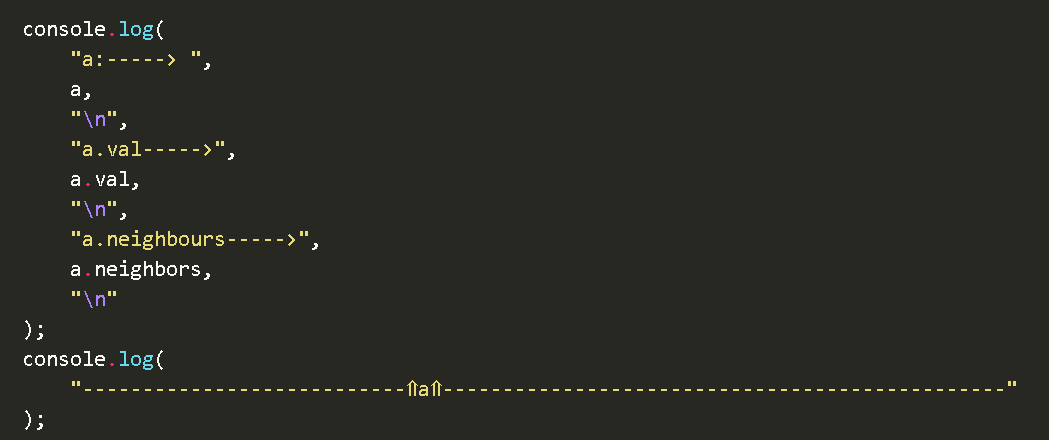 console.log(
    "a:-----> ",
    a,
    "\n",
    "a.val----->",
    a.val,
    "\n",
    "a.neighbours----->",
    a.neighbors,
    "\n"
);
console.log(
    "---------------------------⇑a⇑-----------------------------------------------"
);